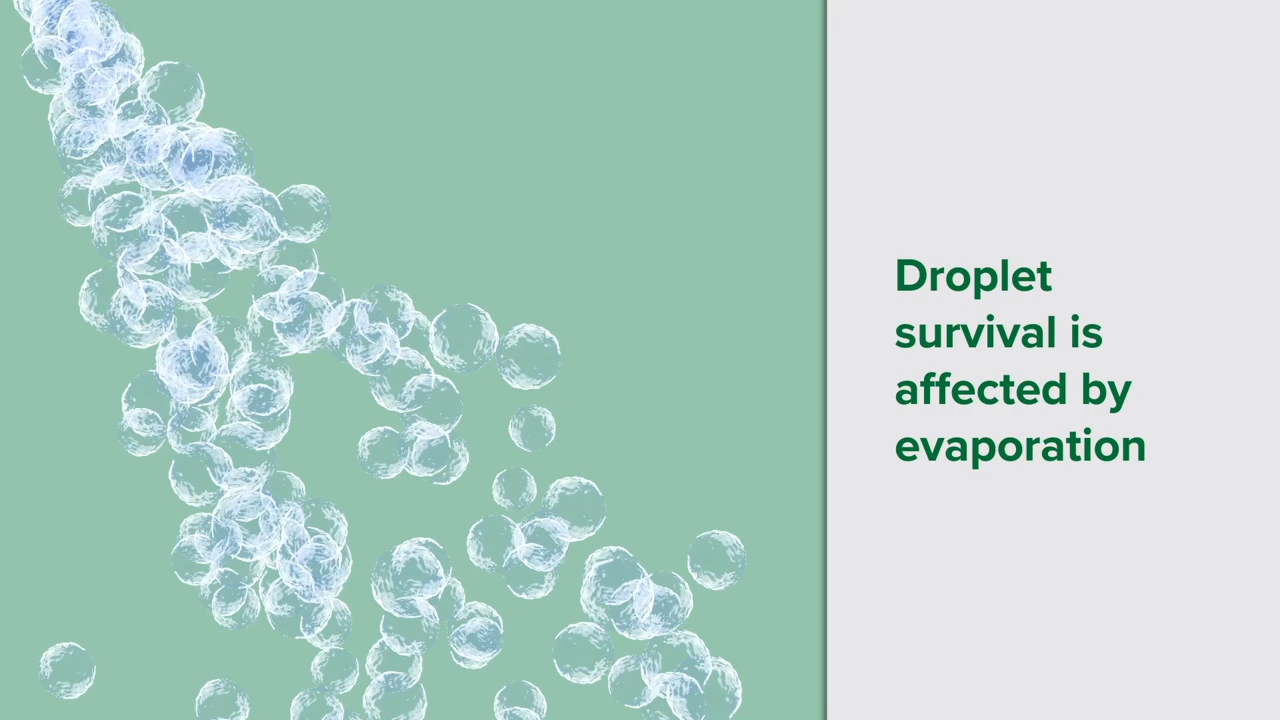 Droplet
survival is
affected by
evaporation